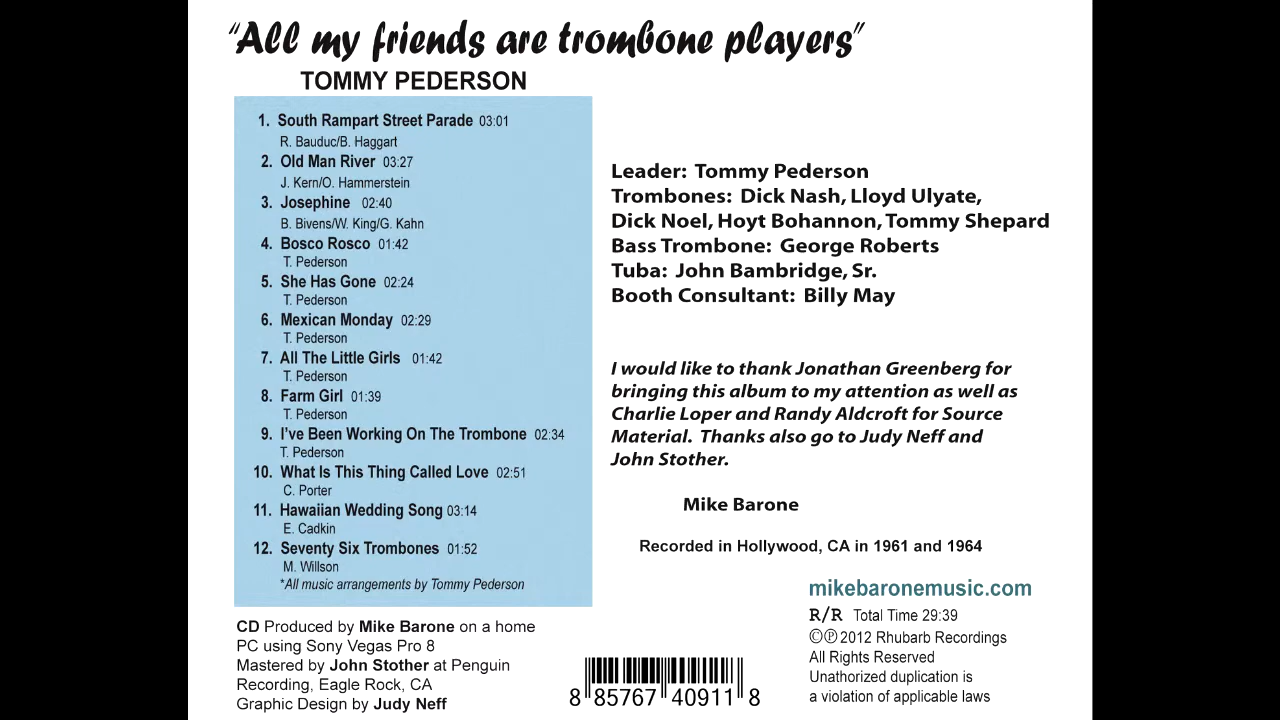 "All my friends are trombone players"
TOMMY PEDERSON
1. South Rampart Street Parade 03:01
R. Bauduc/B. Haggart
2. Old Man River 03:27
J. Kern/O. Hammerstein
3. Josephine 02:40
B. Bivens/W. King/G. Kahn
4. Bosco Rosco 01:42
T. Pederson
5. She Has Gone 02:24
T. Pederson
6. Mexican Monday 02:29
T. Pederson
7. All The Little Girls 01:42
T. Pederson
8. Farm Girl 01:39
T. Pederson
9. I've Been Working On The Trombone 02:34
T. Pederson
10. What Is This Thing Called Love 02:51
C. Porter
11. Hawaiian Wedding Song 03:14
E. Cadkin
12. Seventy Six Trombones 01:52
M. Willson
*All music arrangements by Tommy Pederson
CD Produced by Mike Barone on a home
PC using Sony Vegas Pro 8
Mastered by John Stother at Penguin
Recording, Eagle Rock, CA
Graphic Design by Judy Neff
Leader: Tommy Pederson
Trombones: Dick Nash, Lloyd Ulyate,
Dick Noel, Hoyt Bohannon, Tommy Shepard
Bass Trombone: George Roberts
Tuba: John Bambridge, Sr.
Booth Consultant: Billy May
I would like to thank Jonathan Greenberg for
bringing this album to my attention as well as
Charlie Loper and Randy Aldcroft for Source
Material. Thanks also go to Judy Neff and
John Stother.
Mike Barone
Recorded in Hollywood, CA in 1961 and 1964
mikebaronemusic.com
R/R Total Time 29:39
©℗ 2012 Rhubarb Recordings
All Rights Reserved
Unathorized duplication is
a violation of applicable laws
8 85767 40911 8